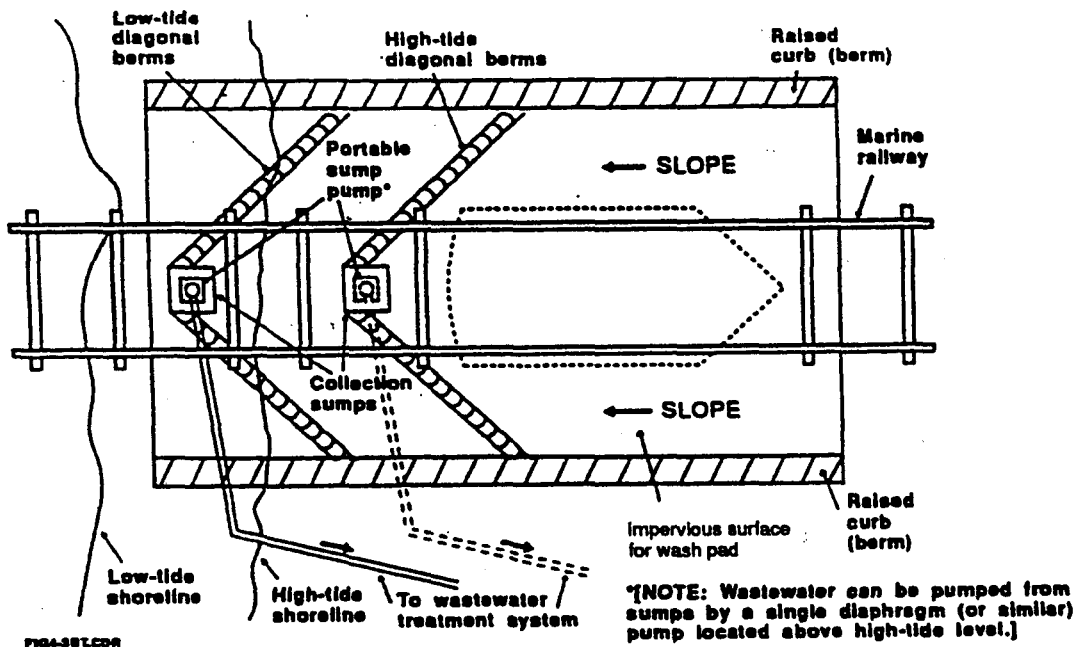 Low-tide
diagonal
berms
High-tide
diagonal berms
Raised
curb (berm)
Portable
sump
pump*
Marine
railway
SLOPE
Collection
sumps
SLOPE
Raised
curb
(berm)
Impervious surface
for wash pad
Low-tide
shoreline
High-tide
shoreline
To wastewater
treatment system
*[NOTE: Wastewater can be pumped from
sumps by a single diaphragm (or similar)
pump located above high-tide level.]